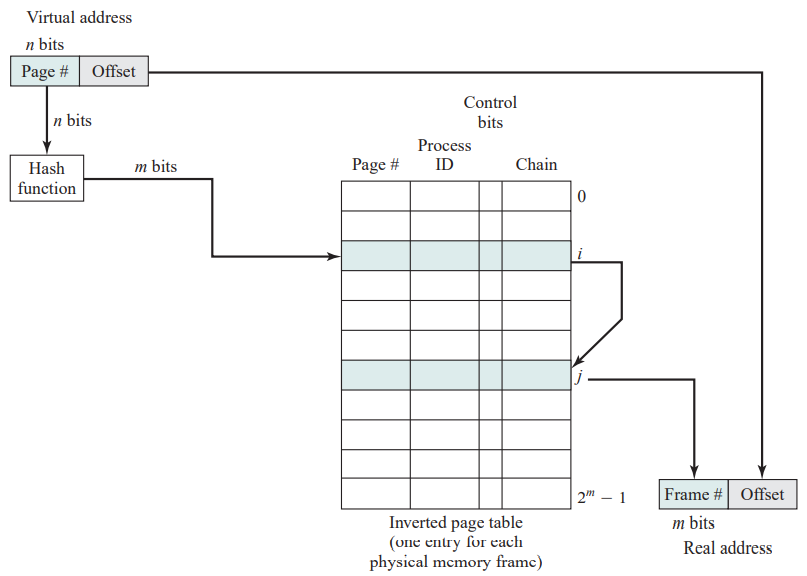 Virtual address
n bits
Page # Offset
n bits
Hash
function
m bits
Control
bits
Process
Page # ID Chain
0
i
j
2^m – 1
Inverted page table
(one entry for each
physical memory frame)
Frame # Offset
m bits
Real address